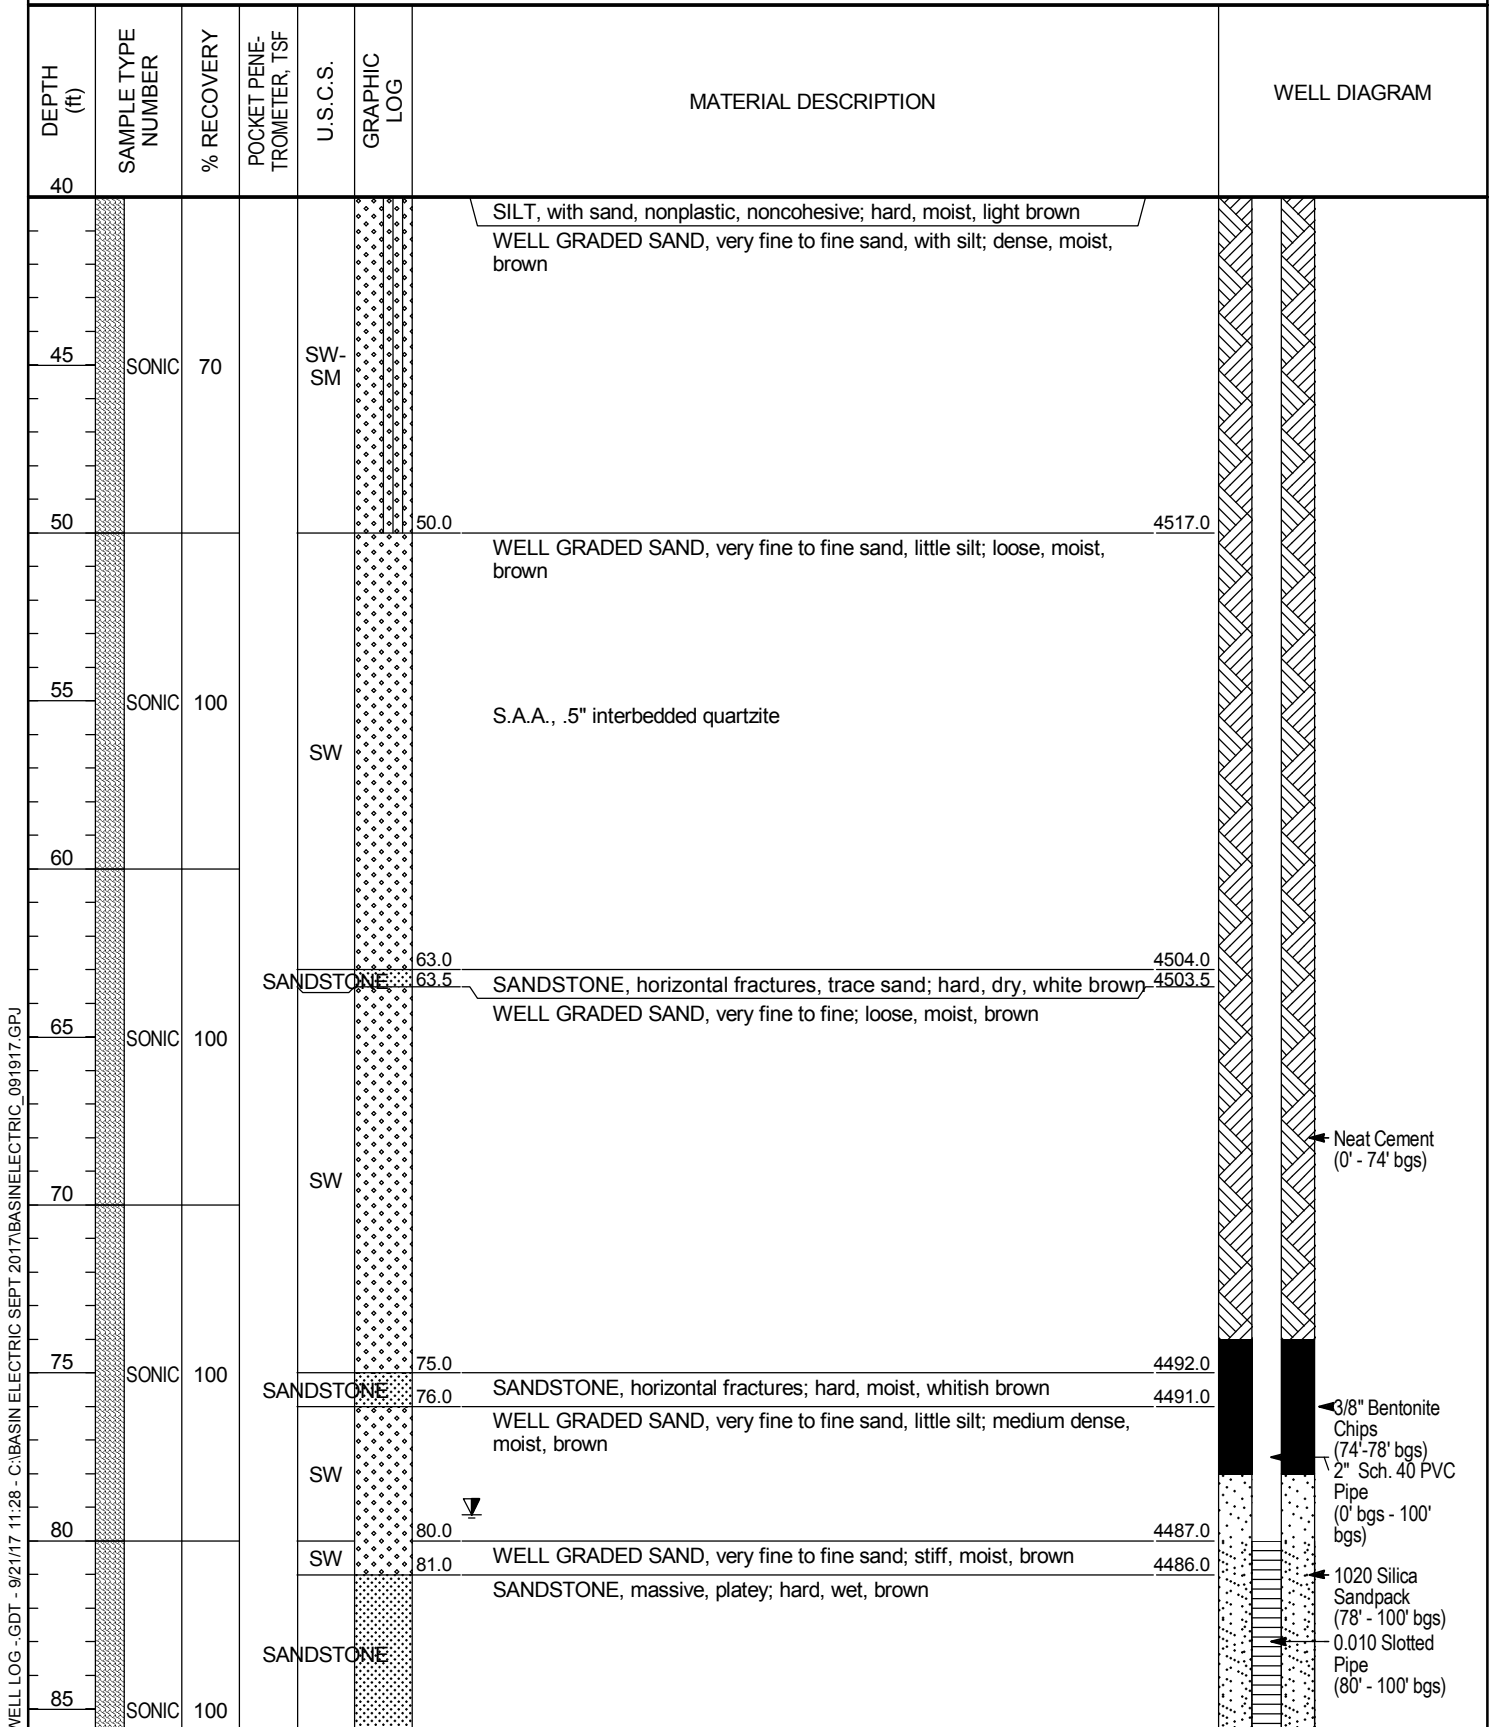 DEPTH
(ft)
SAMPLE TYPE
NUMBER
% RECOVERY
POCKET PENE-
TROMETER, TSF
U.S.C.S.
GRAPHIC
LOG
MATERIAL DESCRIPTION
WELL DIAGRAM
40
SILT, with sand, nonplastic, noncohesive; hard, moist, light brown
WELL GRADED SAND, very fine to fine sand, with silt; dense, moist,
brown
45
SONIC
70
SW-
SM
50
50.0
4517.0
WELL GRADED SAND, very fine to fine sand, little silt; loose, moist,
brown
55
SONIC
100
S.A.A., .5" interbedded quartzite
SW
60
63.0
4504.0
SANDSTONE
63.5
SANDSTONE, horizontal fractures, trace sand; hard, dry, white brown
4503.5
WELL GRADED SAND, very fine to fine; loose, moist, brown
65
SONIC
100
Neat Cement
(0' - 74' bgs)
SW
70
75
SONIC
100
75.0
4492.0
SANDSTONE
76.0
SANDSTONE, horizontal fractures; hard, moist, whitish brown
4491.0
WELL GRADED SAND, very fine to fine sand, little silt; medium dense,
moist, brown
3/8" Bentonite
Chips
(74'-78' bgs)
2" Sch. 40 PVC
Pipe
(0' bgs - 100'
bgs)
SW
80
80.0
4487.0
SW
81.0
WELL GRADED SAND, very fine to fine sand; stiff, moist, brown
4486.0
SANDSTONE, massive, platey; hard, wet, brown
1020 Silica
Sandpack
(78' - 100' bgs)
0.010 Slotted
Pipe
(80' - 100' bgs)
SANDSTONE
85
SONIC
100
WELL LOG - .GDT - 9/21/17 11:28 - C:\BASIN ELECTRIC SEPT 2017\BASINELECTRIC_091917.GPJ